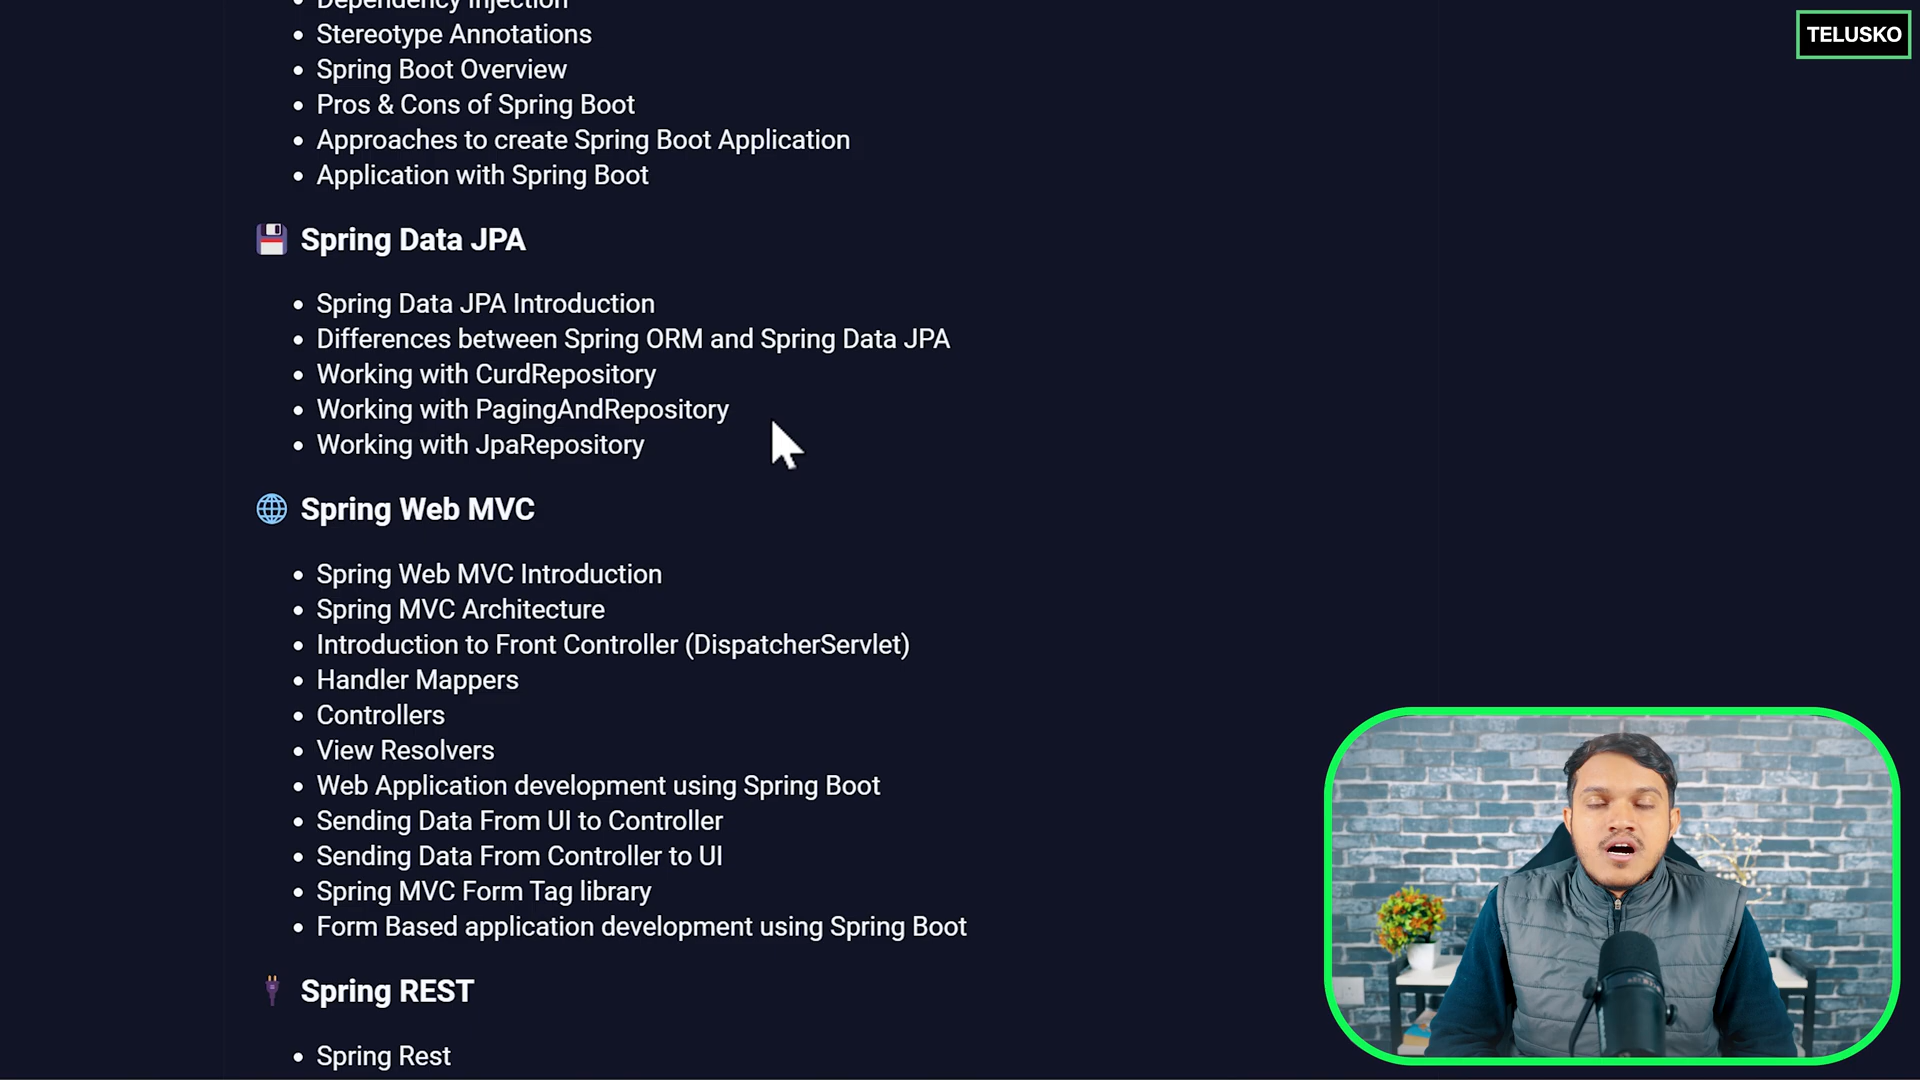 Dependency Injection
TELUSKO
Stereotype Annotations
Spring Boot Overview
Pros & Cons of Spring Boot
Approaches to create Spring Boot Application
Application with Spring Boot
Spring Data JPA
Spring Data JPA Introduction
Differences between Spring ORM and Spring Data JPA
Working with CurdRepository
Working with PagingAndRepository
Working with JpaRepository
Spring Web MVC
Spring Web MVC Introduction
Spring MVC Architecture
Introduction to Front Controller (DispatcherServlet)
Handler Mappers
Controllers
View Resolvers
Web Application development using Spring Boot
Sending Data From UI to Controller
Sending Data From Controller to UI
Spring MVC Form Tag library
Form Based application development using Spring Boot
Spring REST
Spring Rest